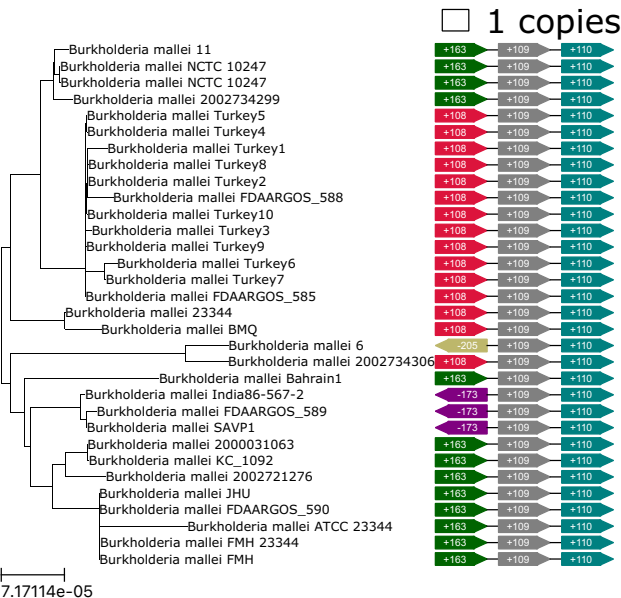 1 copies
Burkholderia mallei 11 +163 +109 +110
Burkholderia mallei NCTC 10247 +163 +109 +110
Burkholderia mallei NCTC 10247 +163 +109 +110
Burkholderia mallei 2002734299 +163 +109 +110
Burkholderia mallei Turkey5 +108 +109 +110
Burkholderia mallei Turkey4 +108 +109 +110
Burkholderia mallei Turkey1 +108 +109 +110
Burkholderia mallei Turkey8 +108 +109 +110
Burkholderia mallei Turkey2 +108 +109 +110
Burkholderia mallei FDAARGOS_588 +108 +109 +110
Burkholderia mallei Turkey10 +108 +109 +110
Burkholderia mallei Turkey3 +108 +109 +110
Burkholderia mallei Turkey9 +108 +109 +110
Burkholderia mallei Turkey6 +108 +109 +110
Burkholderia mallei Turkey7 +108 +109 +110
Burkholderia mallei FDAARGOS_585 +108 +109 +110
Burkholderia mallei 23344 +108 +109 +110
Burkholderia mallei BMQ +108 +109 +110
Burkholderia mallei 6 -205 +109 +110
Burkholderia mallei 2002734306 +108 +109 +110
Burkholderia mallei Bahrain1 +163 +109 +110
Burkholderia mallei India86-567-2 -173 +109 +110
Burkholderia mallei FDAARGOS_589 -173 +109 +110
Burkholderia mallei SAVP1 -173 +109 +110
Burkholderia mallei 2000031063 +163 +109 +110
Burkholderia mallei KC_1092 +163 +109 +110
Burkholderia mallei 2002721276 +163 +109 +110
Burkholderia mallei JHU +163 +109 +110
Burkholderia mallei FDAARGOS_590 +163 +109 +110
Burkholderia mallei ATCC 23344 +163 +109 +110
Burkholderia mallei FMH 23344 +163 +109 +110
Burkholderia mallei FMH +163 +109 +110
7.17114e-05